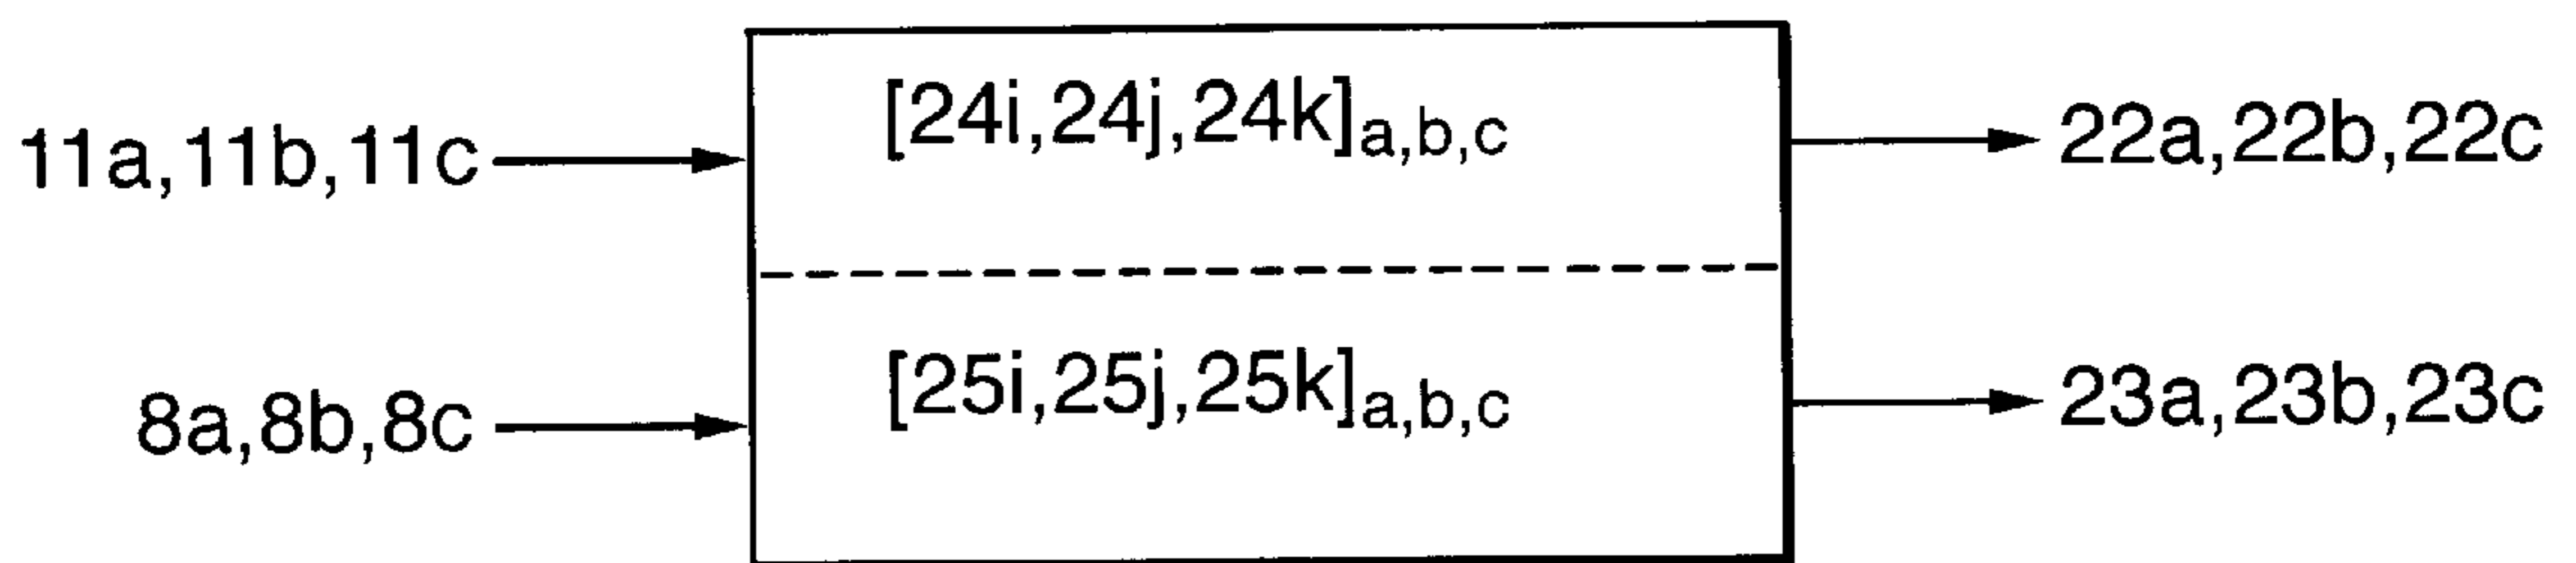 [24i,24j,24k]a,b,c
11a,11b,11c
22a,22b,22c
[25i,25j,25k]a,b,c
8a,8b,8c
23a,23b,23c